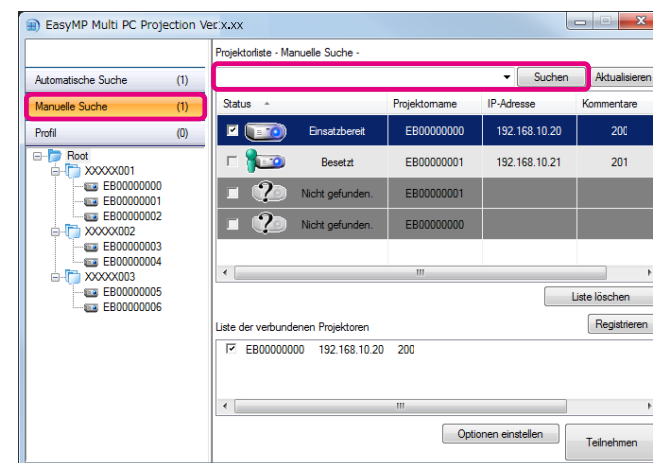 EasyMP Multi PC Projection Ver.x.xx
Projektorliste - Manuelle Suche -
Suchen Aktualisieren
Automatische Suche (1)
Manuelle Suche (1)
Profil (0)
Root
XXXXX001
EB00000000
EB00000001
EB00000002
XXXXX002
EB00000003
EB00000004
XXXXX003
EB00000005
EB00000006
Status Projektorname IP-Adresse Kommentare
Einsatzbereit EB00000000 192.168.10.20 200
Besetzt EB00000001 192.168.10.21 201
Nicht gefunden. EB00000001
Nicht gefunden. EB00000000
Liste löschen
Liste der verbundenen Projektoren Registrieren
EB00000000 192.168.10.20 200
Optionen einstellen Teilnehmen